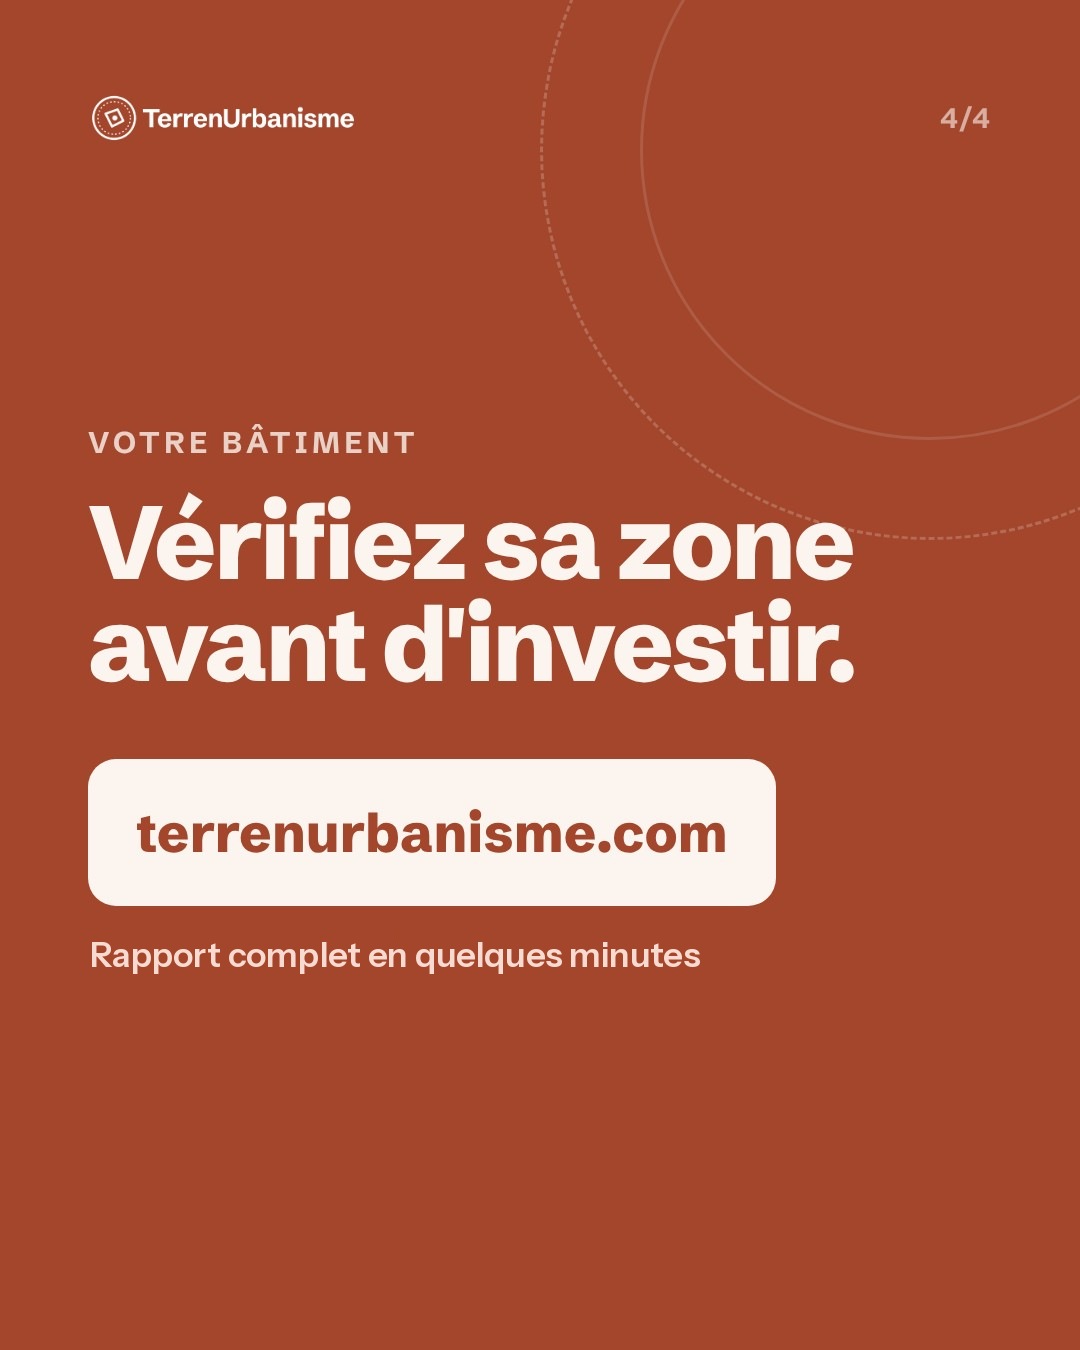 TerrenUrbanisme
4/4
VOTRE BÂTIMENT
Vérifiez sa zone
avant d'investir.
terrenurbanisme.com
Rapport complet en quelques minutes